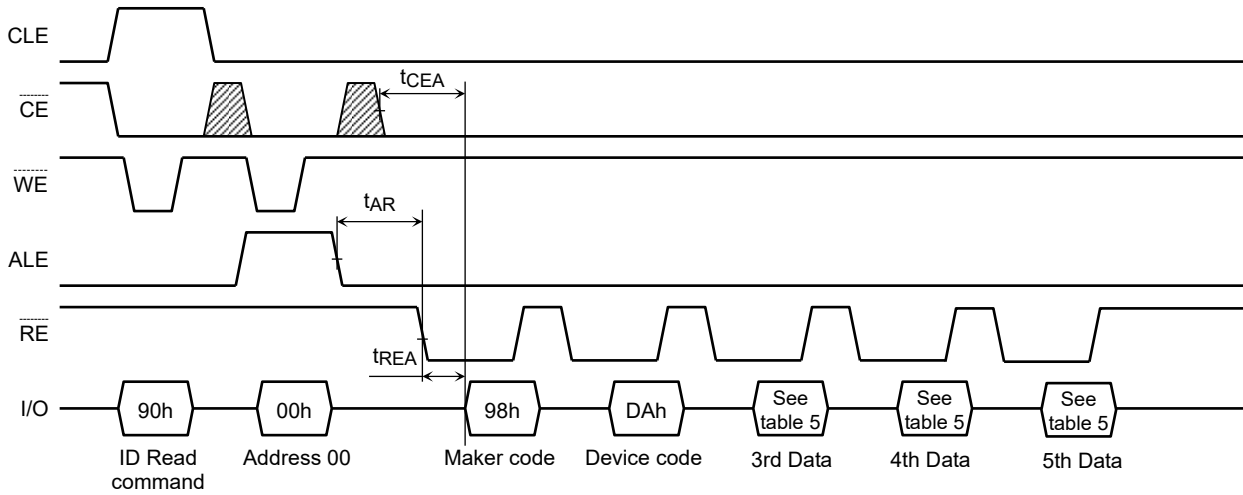 CLE
tCEA
CE
WE
tAR
ALE
RE
tREA
I/O
90h
00h
98h
DAh
See
table 5
See
table 5
See
table 5
ID Read
command
Address 00
Maker code
Device code
3rd Data
4th Data
5th Data